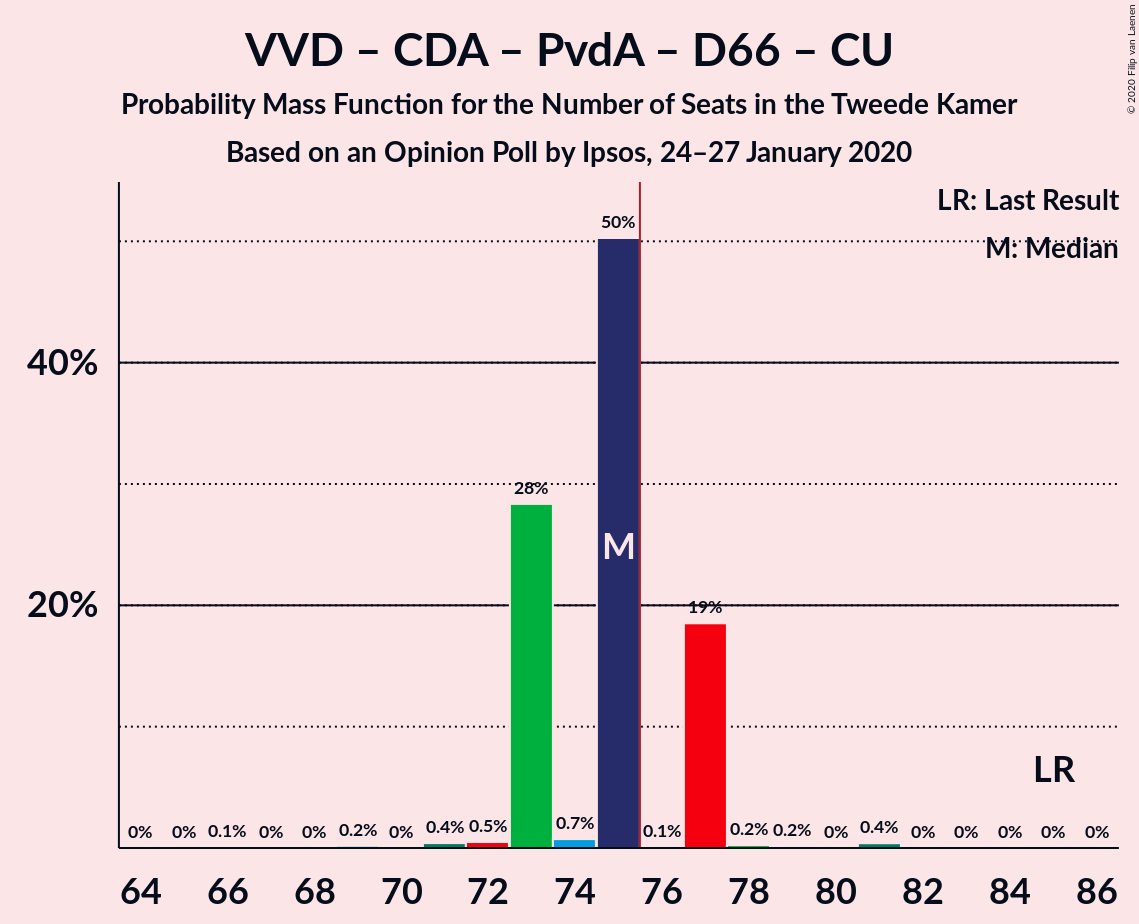 © 2020 Filip van Laenen
VVD – CDA – PvdA – D66 – CU
Probability Mass Function for the Number of Seats in the Tweede Kamer
Based on an Opinion Poll by Ipsos, 24–27 January 2020
LR: Last Result
50%
M: Median
40%
28%
M
20%
19%
LR
0% 0% 0.1% 0% 0% 0.2% 0% 0.4% 0.5% 0.7% 0.1% 0.2% 0.2% 0% 0.4% 0% 0% 0% 0% 0%
64 66 68 70 72 74 76 78 80 82 84 86